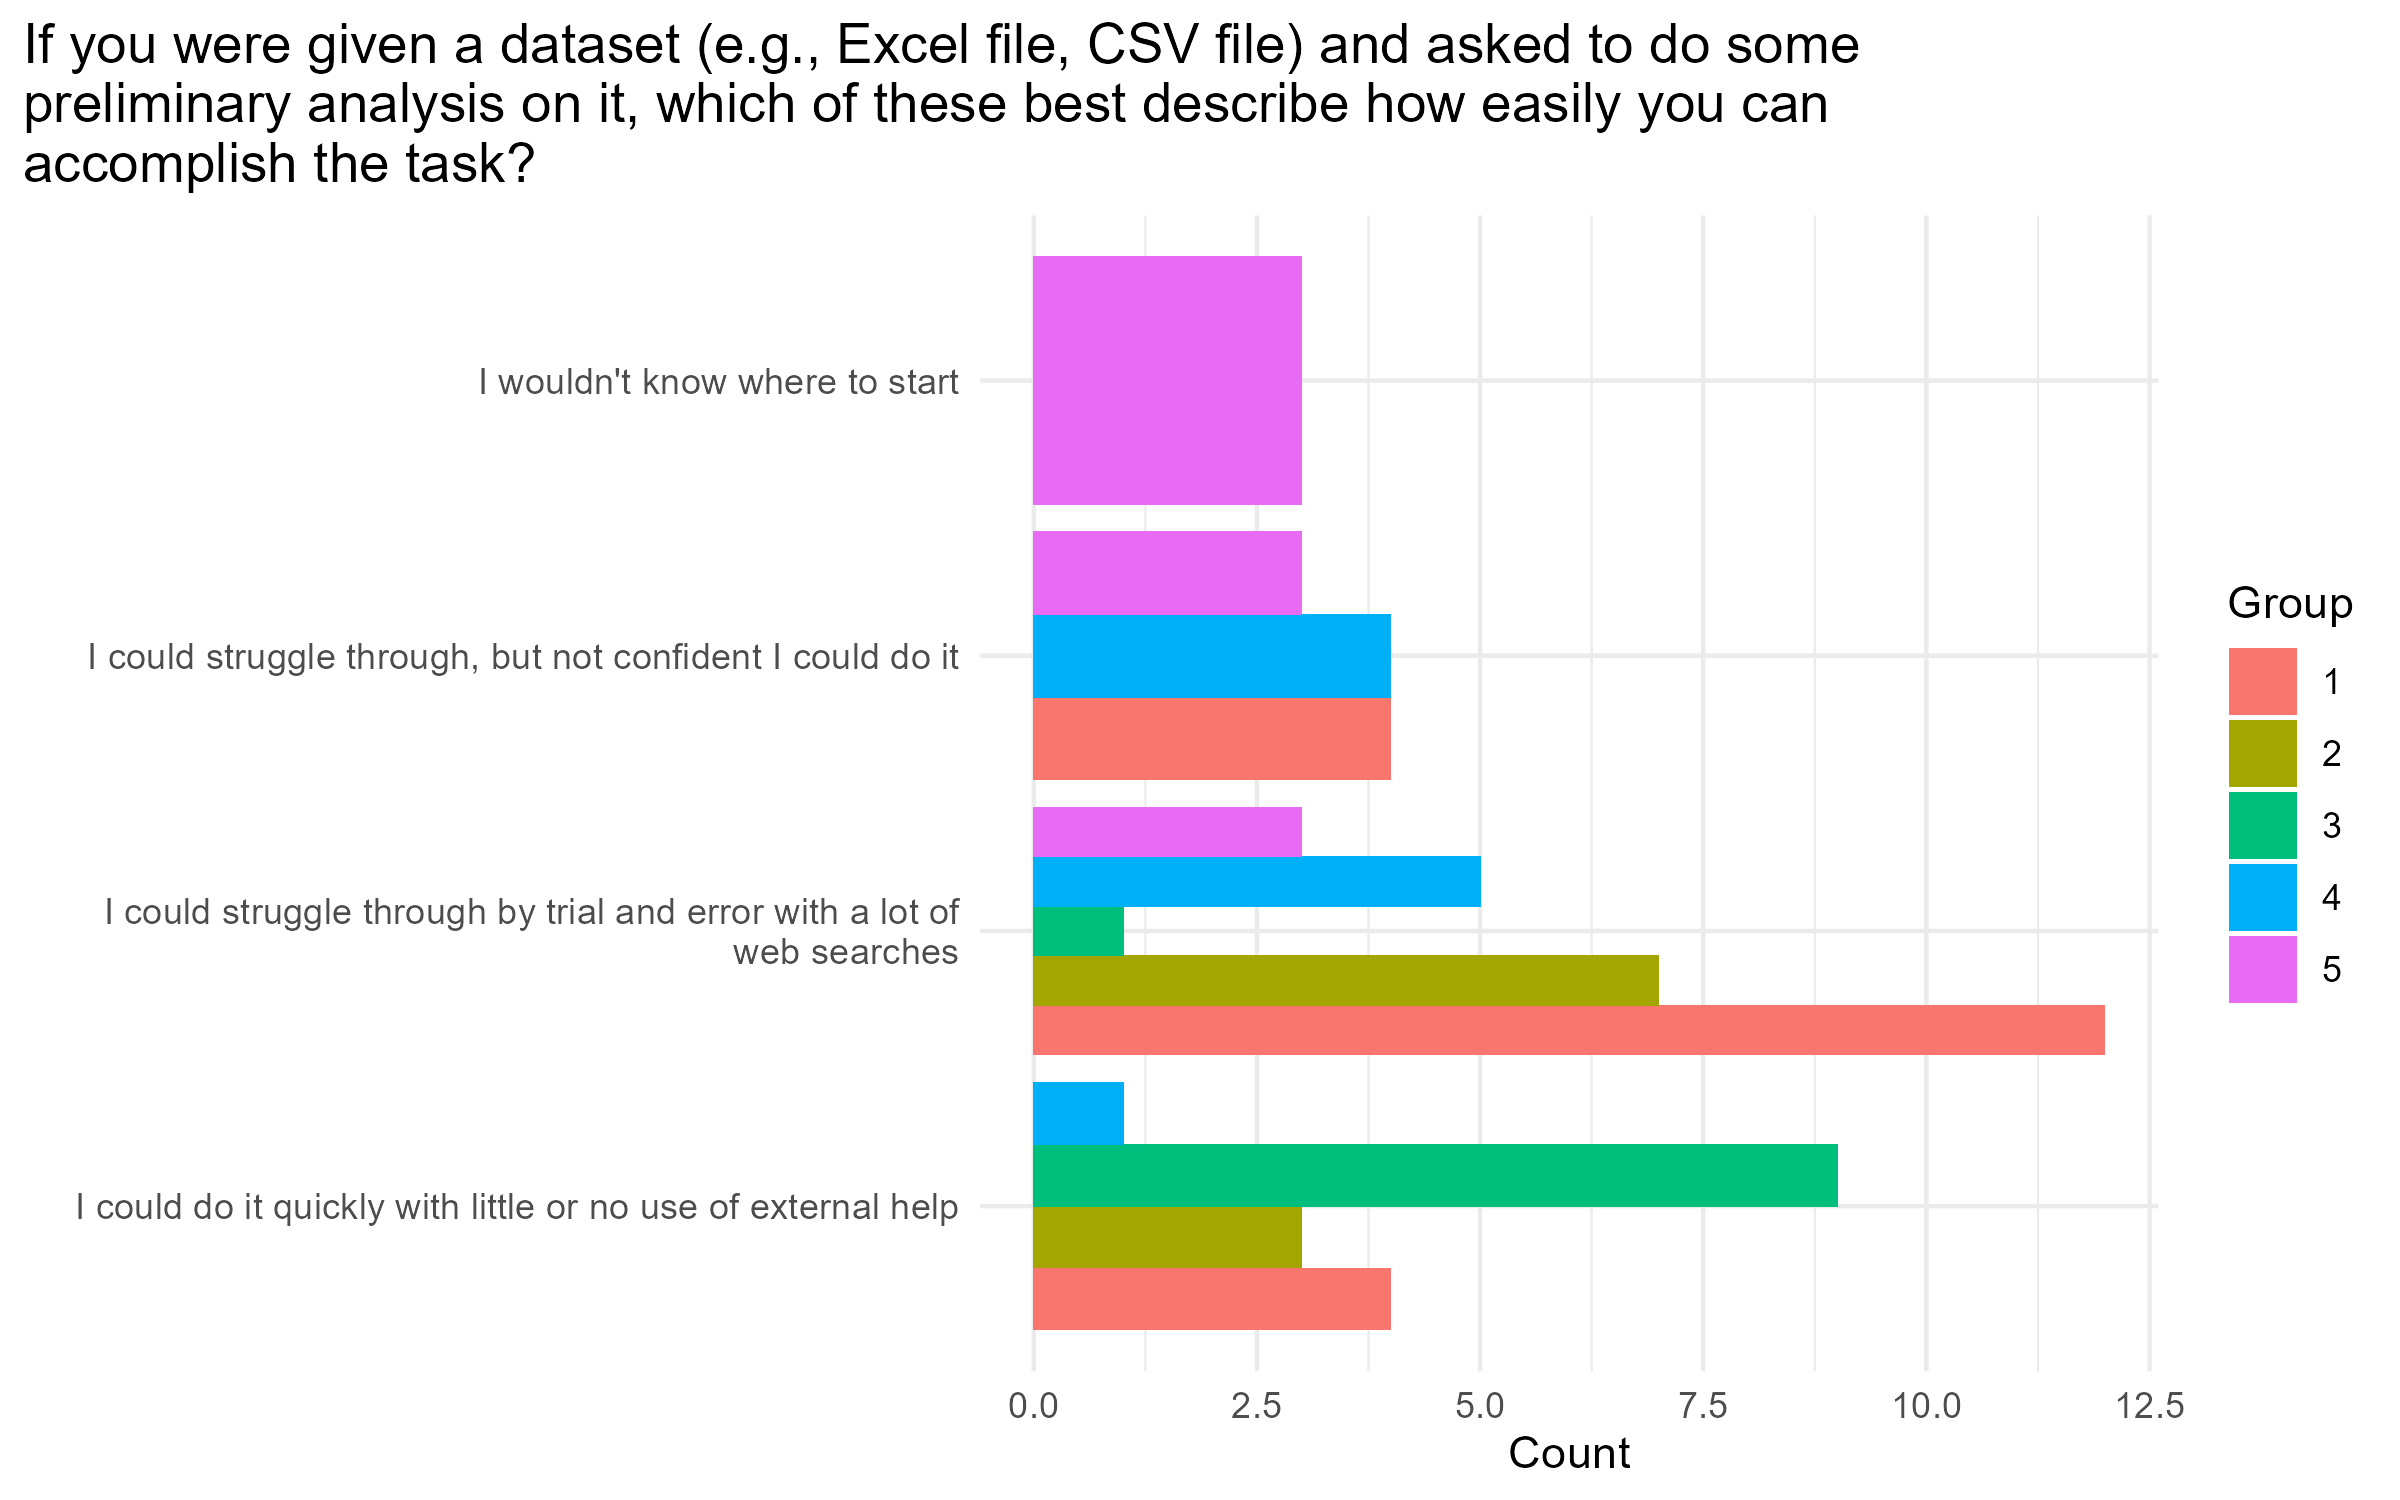 If you were given a dataset (e.g., Excel file, CSV file) and asked to do some
preliminary analysis on it, which of these best describe how easily you can
accomplish the task?
I wouldn't know where to start
I could struggle through, but not confident I could do it
I could struggle through by trial and error with a lot of
web searches
I could do it quickly with little or no use of external help
0.0 2.5 5.0 7.5 10.0 12.5
Count
Group
1
2
3
4
5